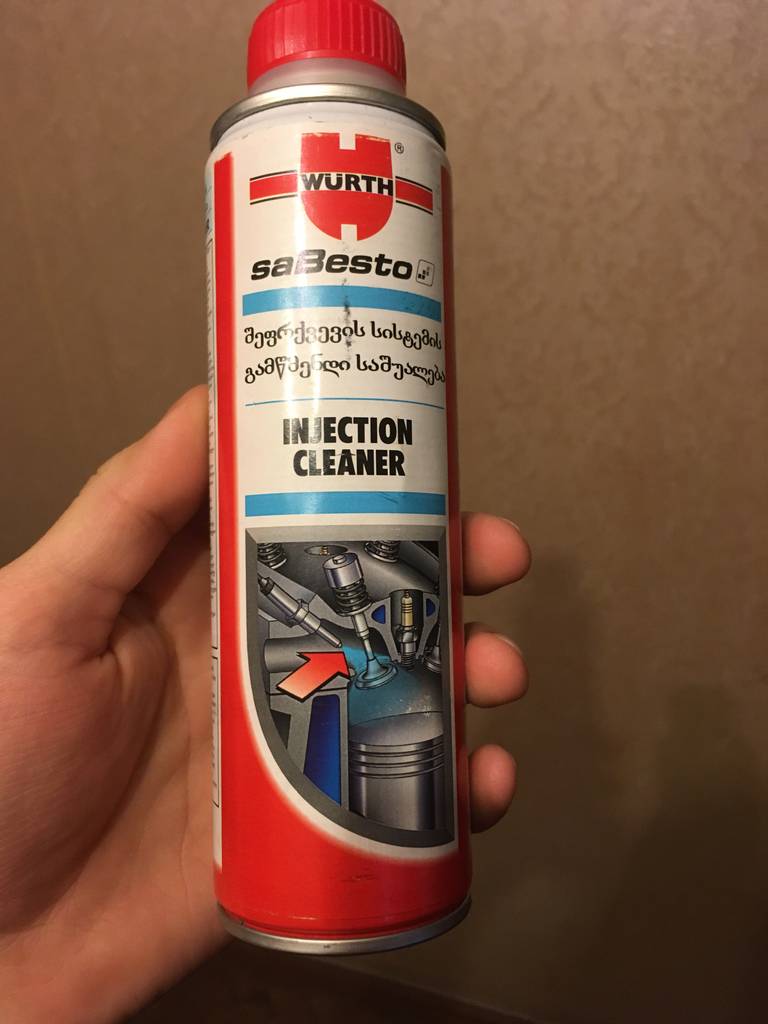 WÜRTH ®
saBesto
შეფრქვევის სისტემის
გამწმენდი საშუალება
INJECTION
CLEANER